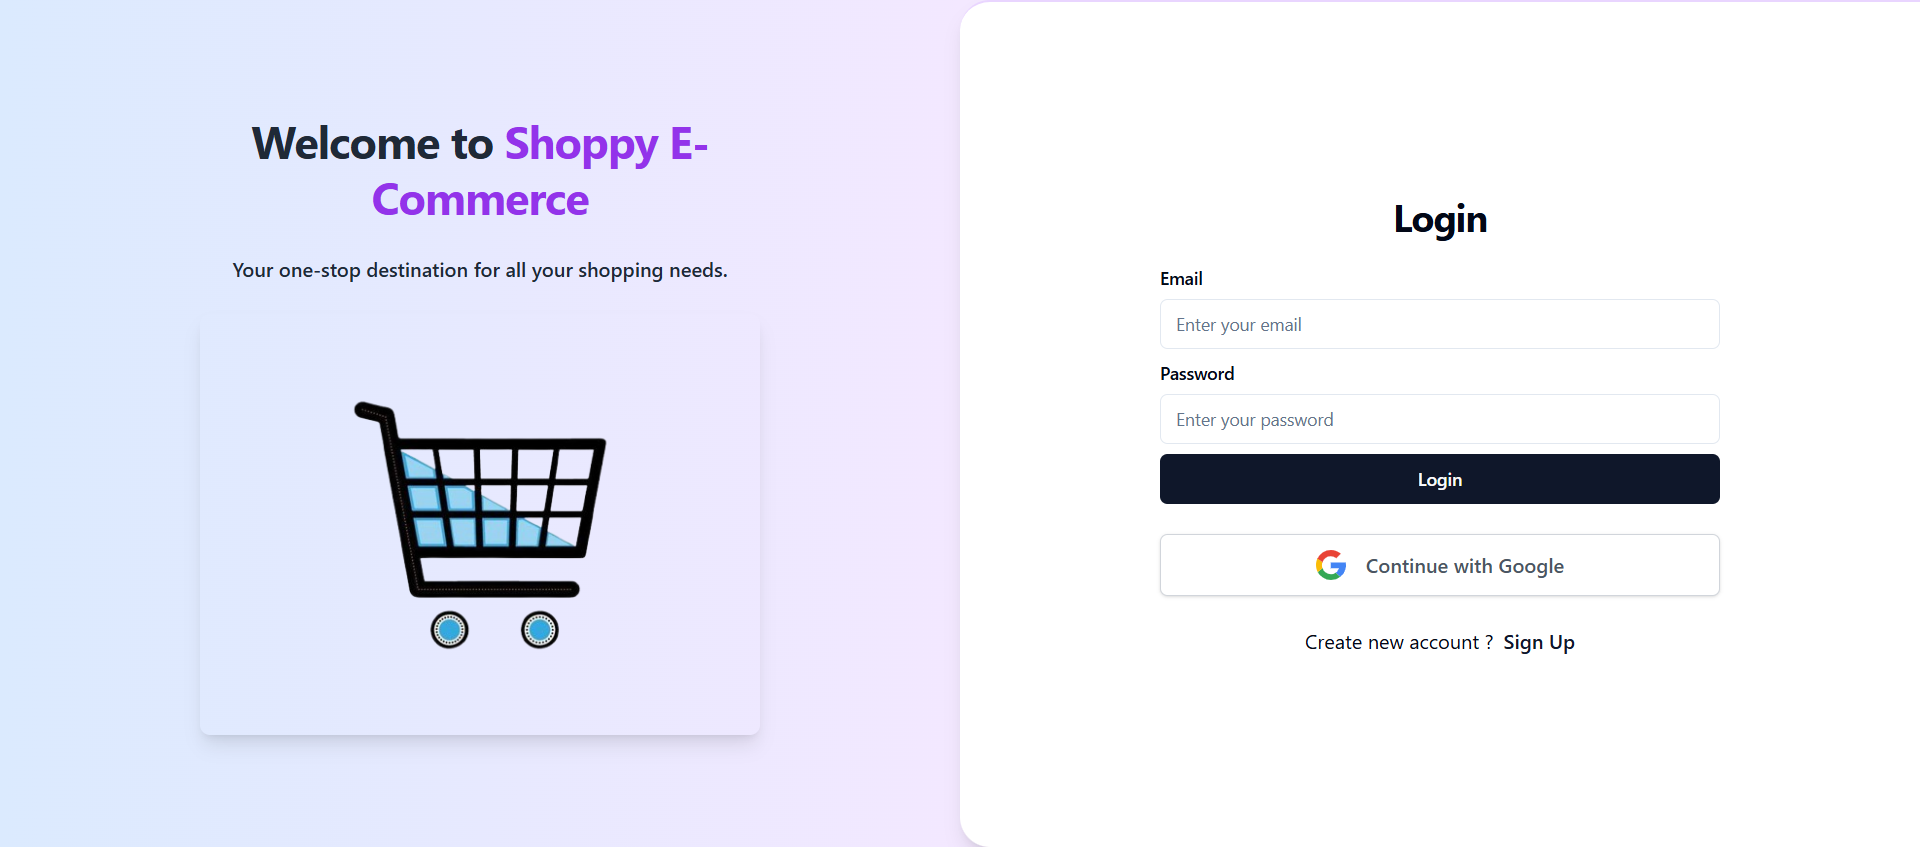 Welcome to Shoppy E-
Commerce
Your one-stop destination for all your shopping needs.
Login
Email
Enter your email
Password
Enter your password
Login
Continue with Google
Create new account ? Sign Up